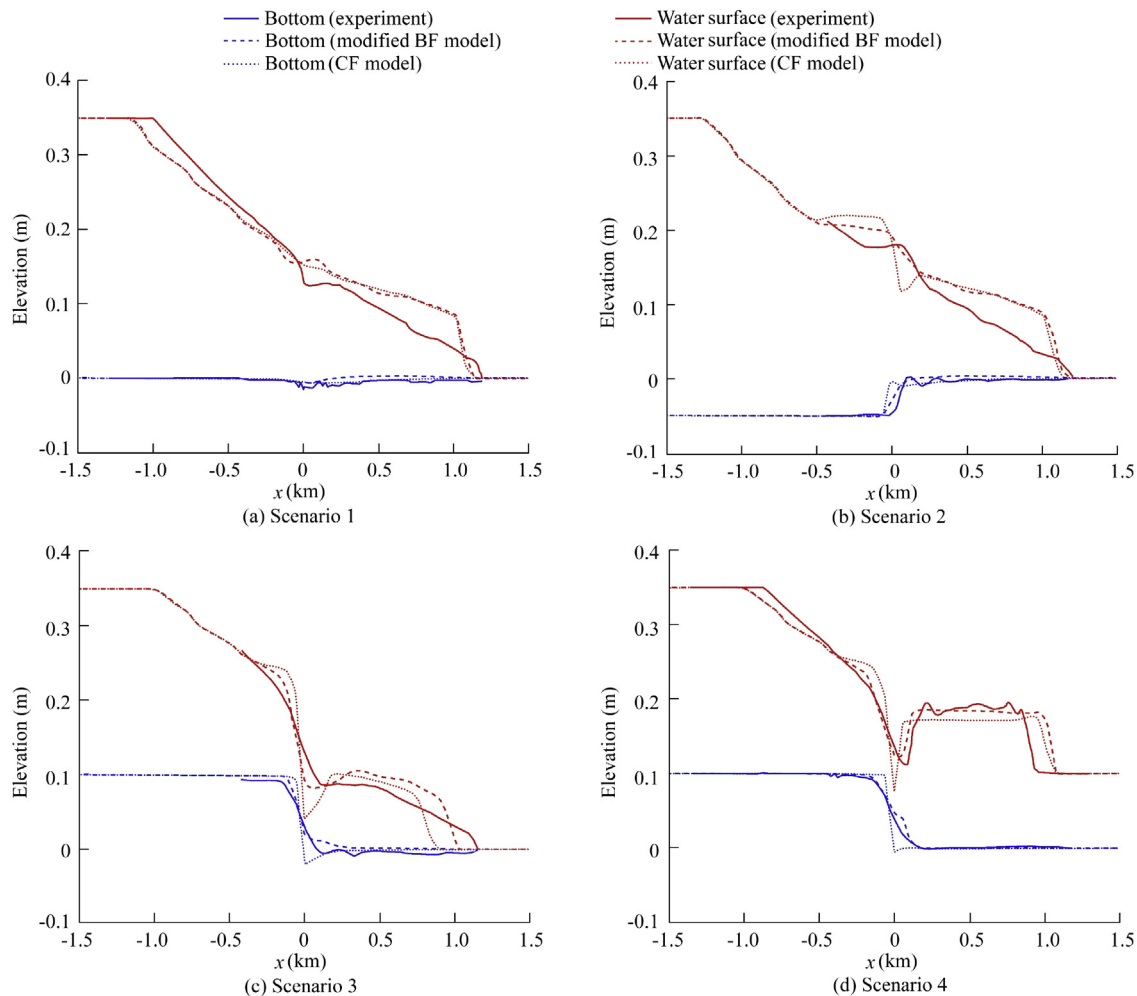 Bottom (experiment)
Bottom (modified BF model)
Bottom (CF model)
Water surface (experiment)
Water surface (modified BF model)
Water surface (CF model)
0.4
0.3
0.2
0.1
0
-0.1
Elevation (m)
-1.5 -1.0 -0.5 0 0.5 1.0 1.5
x (km)
(a) Scenario 1
0.4
0.3
0.2
0.1
0
-0.1
Elevation (m)
-1.5 -1.0 -0.5 0 0.5 1.0 1.5
x (km)
(b) Scenario 2
0.4
0.3
0.2
0.1
0
-0.1
Elevation (m)
-1.5 -1.0 -0.5 0 0.5 1.0 1.5
x (km)
(c) Scenario 3
0.4
0.3
0.2
0.1
0
-0.1
Elevation (m)
-1.5 -1.0 -0.5 0 0.5 1.0 1.5
x (km)
(d) Scenario 4